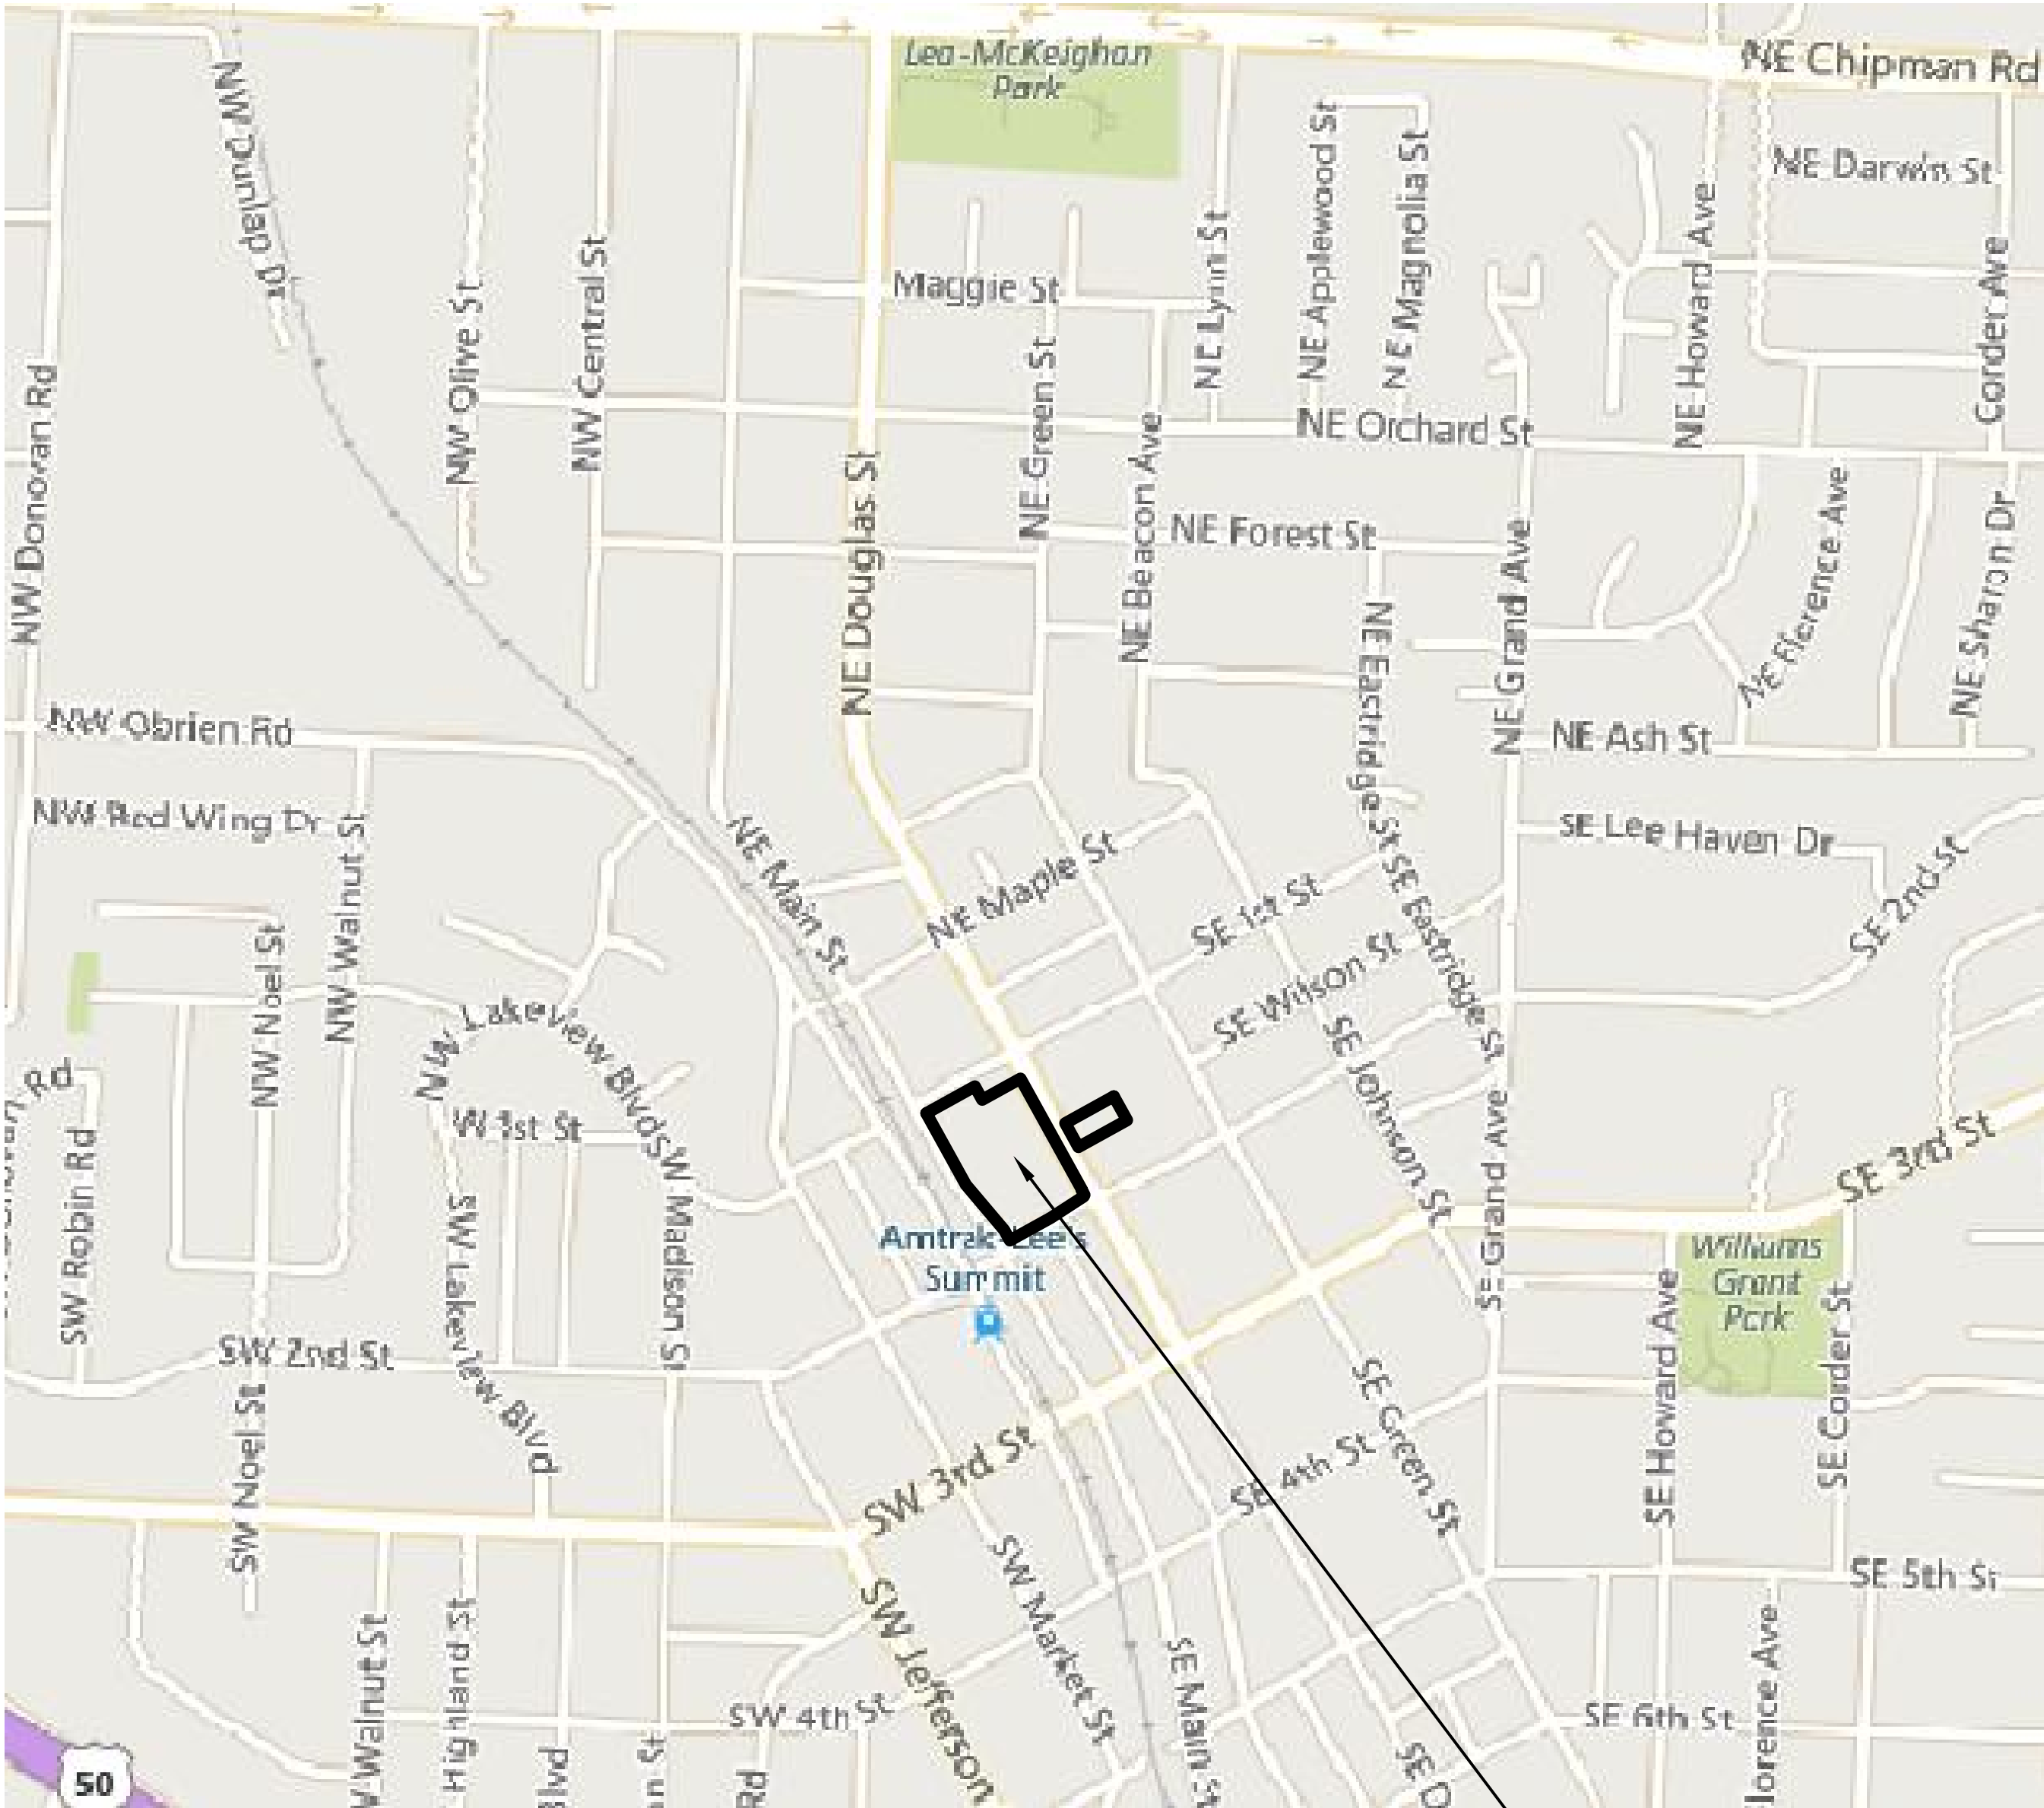 Lea-McKeighan
Park
NE Chipman Rd
NW Dunlap Dr
NE Darwin St
NE Applewood St
NE Magnolia St
NE Howard Ave
NE Lynn St
NW Olive St
NW Central St
Corder Ave
Maggie St
NE Green St
NW Donovan Rd
NE Orchard St
NE Beacon Ave
NE Douglas St
NE Forest St
NE Grand Ave
NE Florence Ave
NE Sharon Dr
NE Eastridge St
NW Obrien Rd
NE Ash St
NW Red Wing Dr
NE Main St
NE Maple St
SE Lee Haven Dr
SE 2nd St
SE 1st St
SE Eastridge St
NW Noel St
NW Walnut St
SE Wilson St
NW Lakeview Blvd
SE Johnson St
Rd
W 1st St
SW Madison St
SE Grand Ave
SE 3rd St
SW Robin Rd
SW Lakeview Blvd
Amtrak-Lee's
Summit
Williams
Grant
Park
SW 2nd St
SE Howard Ave
SE Corder St
SW Noel St
SE Green St
SW 3rd St
SE 4th St
SW Market St
SE 5th St
SW Jefferson
Walnut St
Highland St
SE Main S
SW 4th St
SE 6th St
lorence Ave
50
Blvd
n St
Rd
SE D